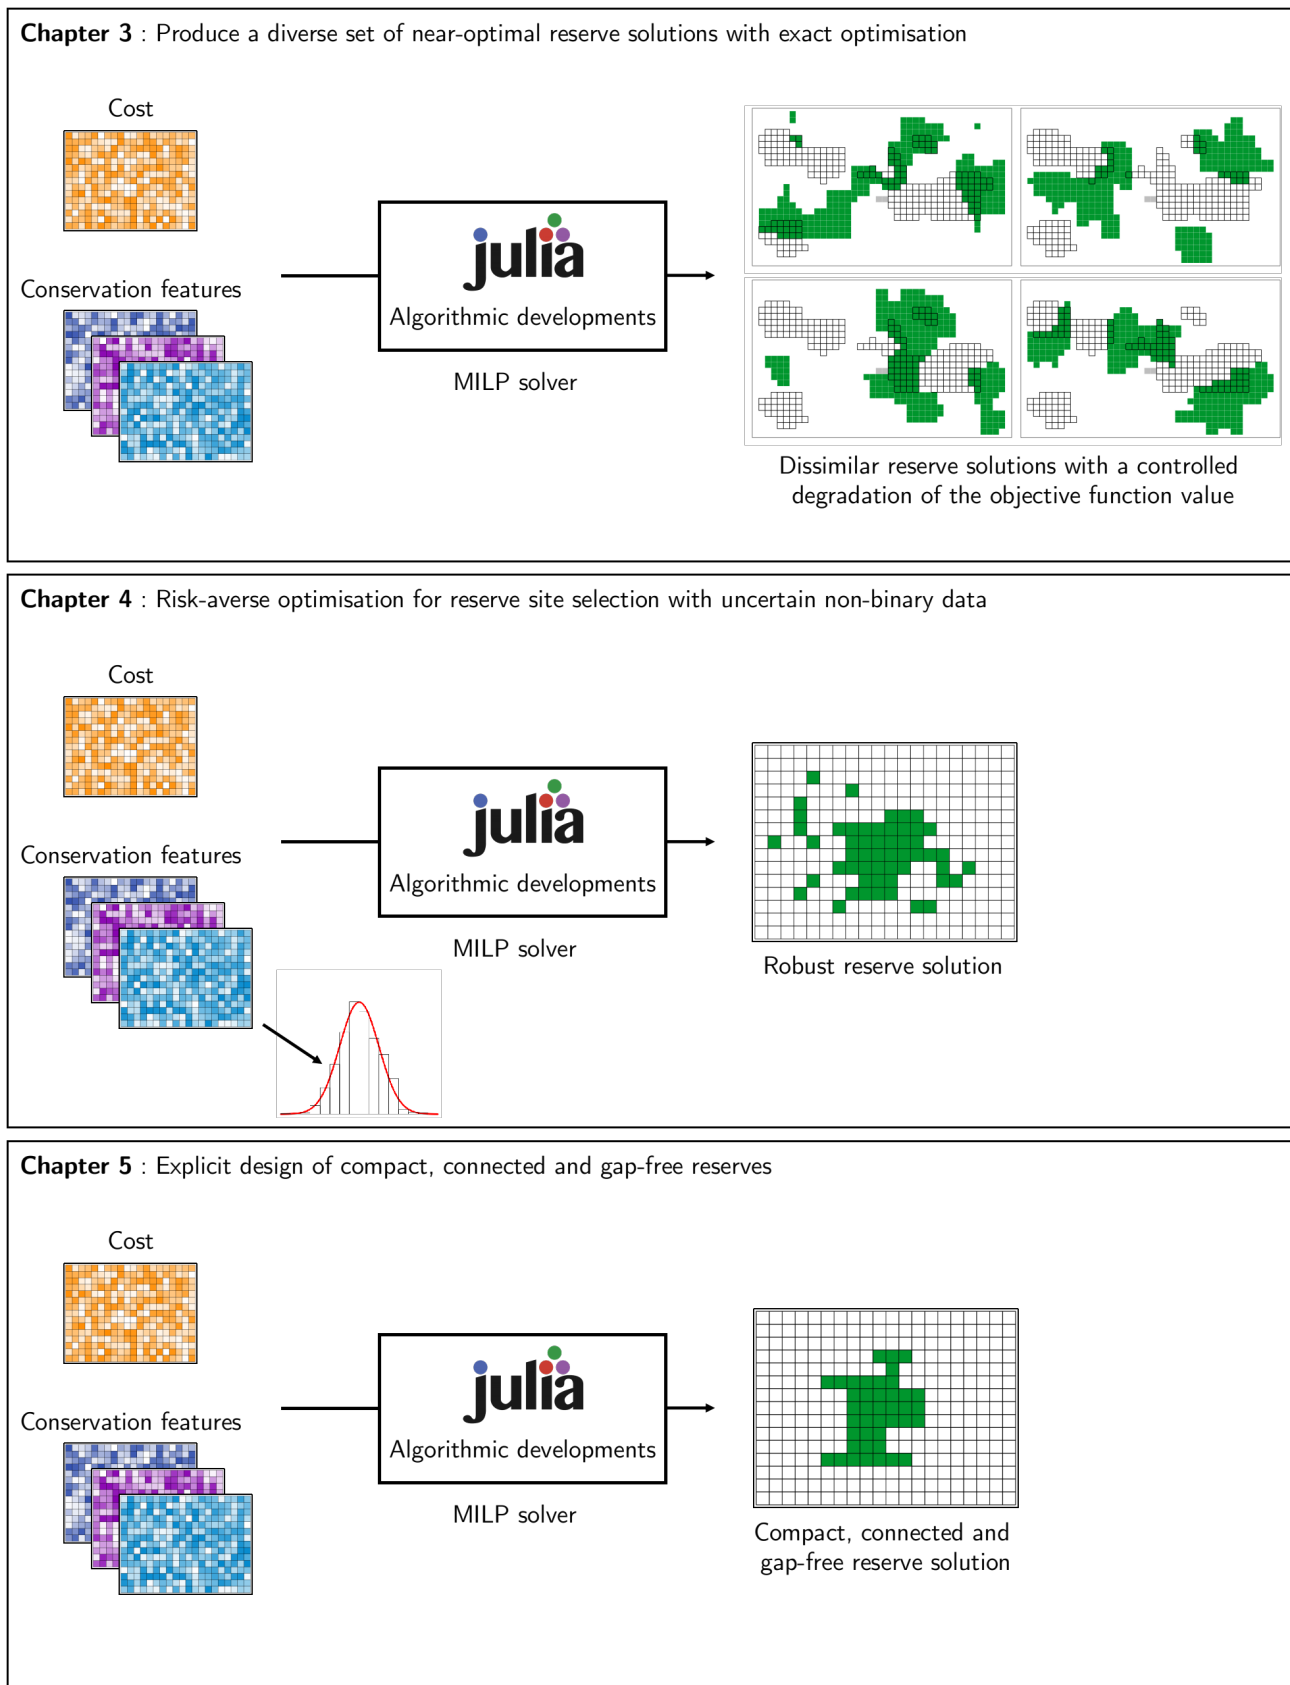 Chapter 3 : Produce a diverse set of near-optimal reserve solutions with exact optimisation
Cost
Conservation features
julia
Algorithmic developments
MILP solver
Dissimilar reserve solutions with a controlled
degradation of the objective function value
Chapter 4 : Risk-averse optimisation for reserve site selection with uncertain non-binary data
Cost
Conservation features
julia
Algorithmic developments
MILP solver
Robust reserve solution
Chapter 5 : Explicit design of compact, connected and gap-free reserves
Cost
Conservation features
julia
Algorithmic developments
MILP solver
Compact, connected and
gap-free reserve solution